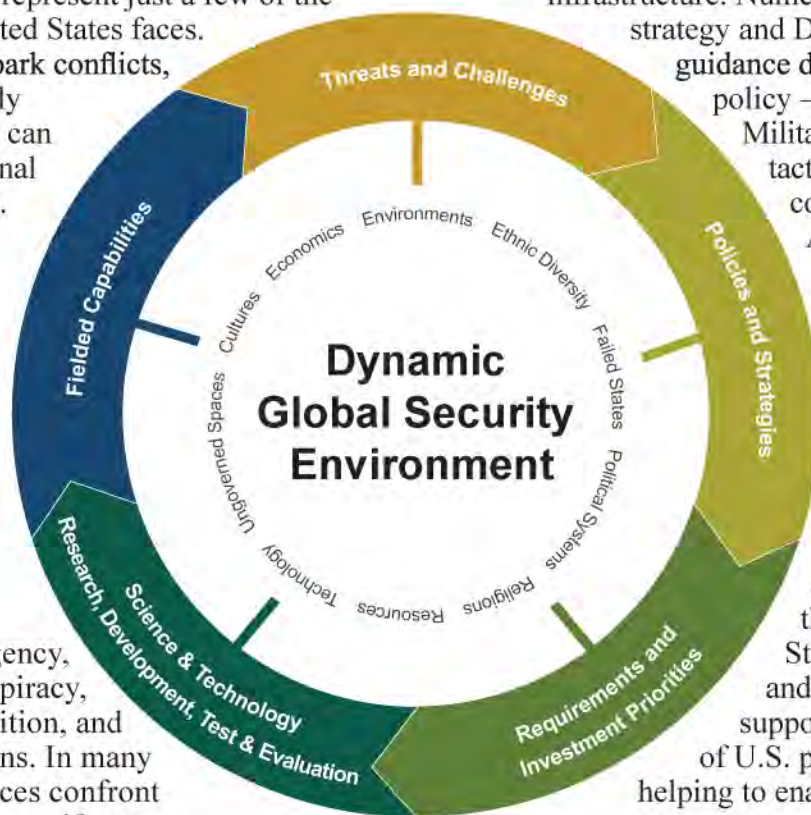 represent just a few of the
ted States faces.
park conflicts,
ly
can
nal
strategy and D
guidance d
policy –
Milita
tact
co
Threats and Challenges
Policies and Strategies
Requirements and
Investment Priorities
Science & Technology
Research, Development, Test & Evaluation
Fielded Capabilities
Environments
Ethnic Diversity
Failed States
Political Systems
Religions
Resources
Technology
Ungoverned Spaces
Cultures
Economics
Dynamic
Global Security
Environment
gency,
piracy,
ition, and
ns. In many
ces confront
th
St
and
suppo
of U.S. p
helping to ena